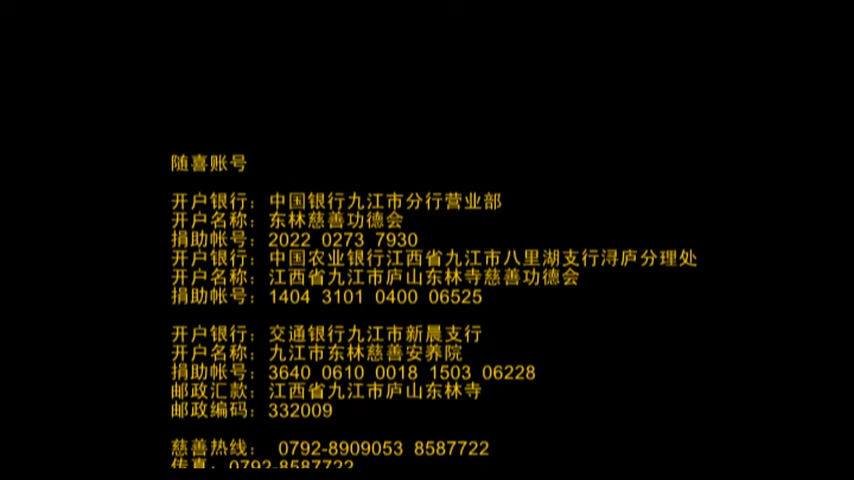 随喜账号
开户银行：中国银行九江市分行营业部
开户名称：东林慈善功德会
捐助帐号：2022 0273 7930
开户银行：中国农业银行江西省九江市八里湖支行浔庐分理处
开户名称：江西省九江市庐山东林寺慈善功德会
捐助帐号：1404 3101 0400 06525
开户银行：交通银行九江市新晨支行
开户名称：九江市东林慈善安养院
捐助帐号：3640 0610 0018 1503 06228
邮政汇款：江西省九江市庐山东林寺
邮政编码：332009
慈善热线： 0792-8909053 8587722
传真：0792-8587722